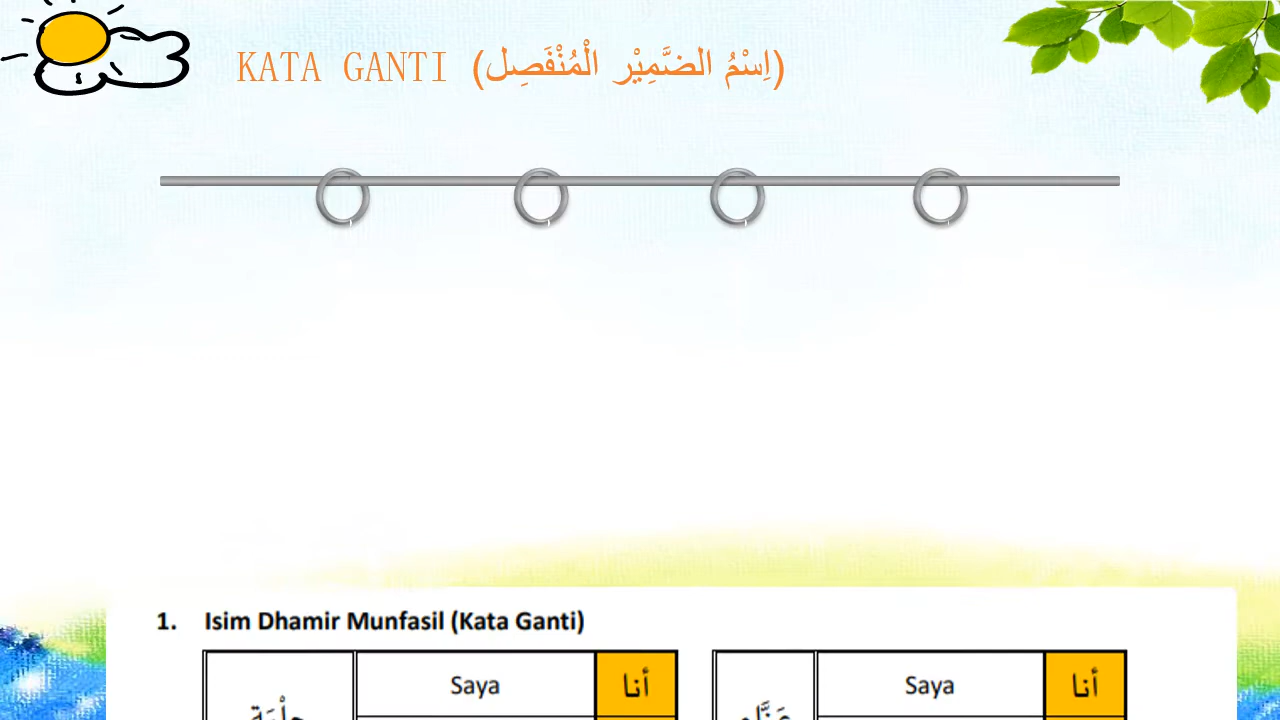 KATA GANTI (اِسْمُ الضَّمِيْرِ الْمُنْفَصِل)
1. Isim Dhamir Munfasil (Kata Ganti)
Saya أنا Saya أنا